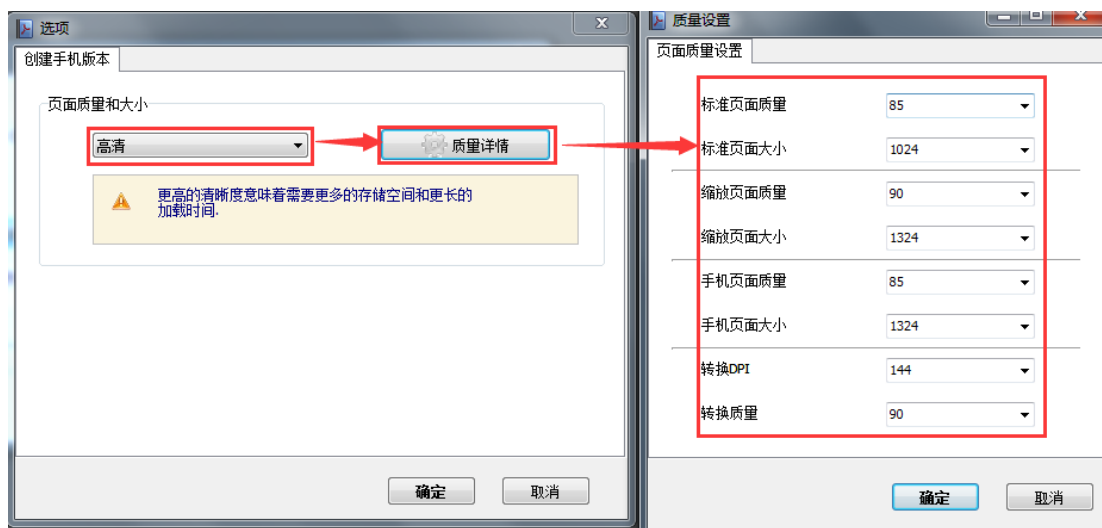 选项
创建手机版本
页面质量和大小
高清
质量详情
更高的清晰度意味着需要更多的存储空间和更长的
加载时间.
确定
取消
质量设置
页面质量设置
标准页面质量 85
标准页面大小 1024
缩放页面质量 90
缩放页面大小 1324
手机页面质量 85
手机页面大小 1324
转换DPI 144
转换质量 90
确定
取消